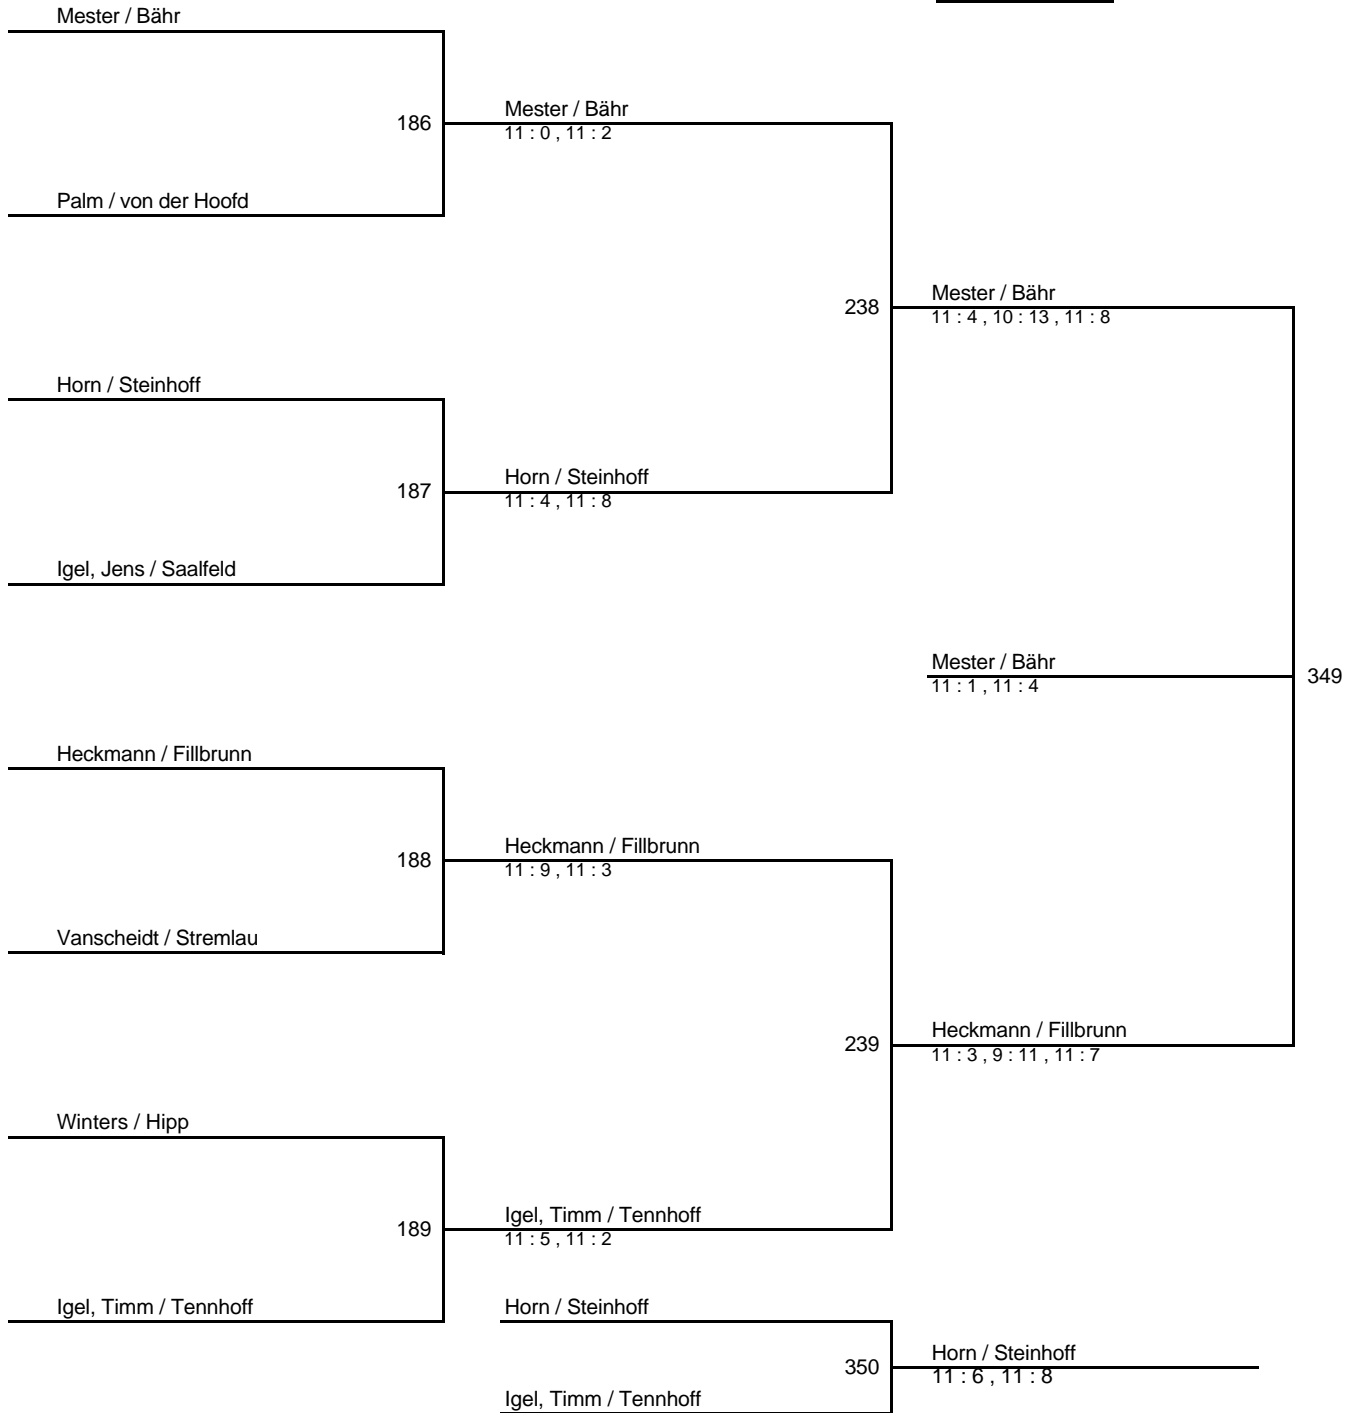 Mester / Bähr
186
Mester / Bähr
11 : 0 , 11 : 2
Palm / von der Hoofd
238
Mester / Bähr
11 : 4 , 10 : 13 , 11 : 8
Horn / Steinhoff
187
Horn / Steinhoff
11 : 4 , 11 : 8
Igel, Jens / Saalfeld
Mester / Bähr
11 : 1 , 11 : 4
349
Heckmann / Fillbrunn
188
Heckmann / Fillbrunn
11 : 9 , 11 : 3
Vanscheidt / Stremlau
239
Heckmann / Fillbrunn
11 : 3 , 9 : 11 , 11 : 7
Winters / Hipp
189
Igel, Timm / Tennhoff
11 : 5 , 11 : 2
Igel, Timm / Tennhoff
Horn / Steinhoff
350
Horn / Steinhoff
11 : 6 , 11 : 8
Igel, Timm / Tennhoff